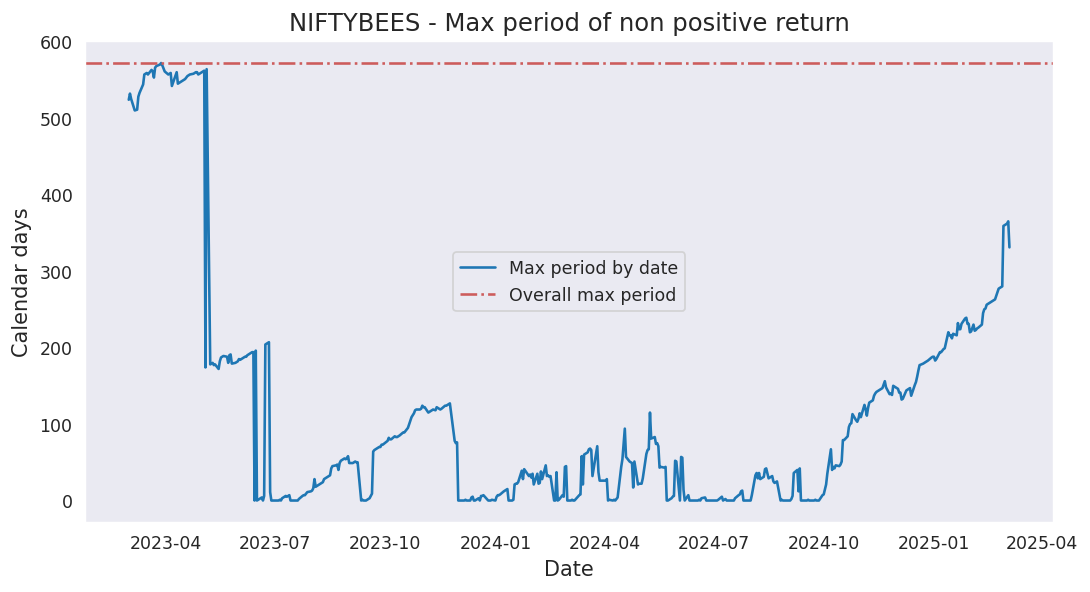 NIFTYBEES - Max period of non positive return
Calendar days
600
500
400
300
200
100
0
Max period by date
Overall max period
2023-04 2023-07 2023-10 2024-01 2024-04 2024-07 2024-10 2025-01 2025-04
Date